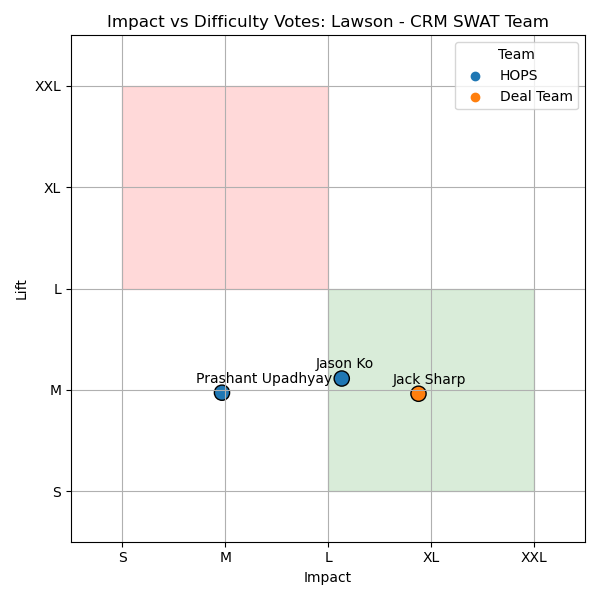 Impact vs Difficulty Votes: Lawson - CRM SWAT Team
Team
HOPS
Deal Team
XXL
XL
L
M
S
Lift
Jason Ko
Prashant Upadhyay
Jack Sharp
S
M
L
XL
XXL
Impact